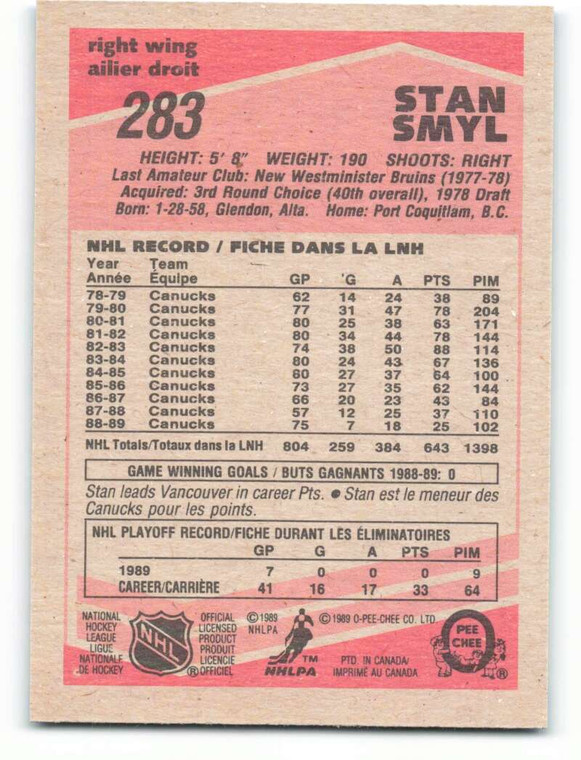 right wing
ailier droit
283
STAN
SMYL
HEIGHT: 5' 8" WEIGHT: 190 SHOOTS: RIGHT
Last Amateur Club: New Westminister Bruins (1977-78)
Acquired: 3rd Round Choice (40th overall), 1978 Draft
Born: 1-28-58, Glendon, Alta. Home: Port Coquitlam, B.C.
NHL RECORD / FICHE DANS LA LNH
Year Team
Année Équipe GP G A PTS PIM
78-79 Canucks 62 14 24 38 89
79-80 Canucks 77 31 47 78 204
80-81 Canucks 80 25 38 63 171
81-82 Canucks 80 34 44 78 144
82-83 Canucks 74 38 50 88 114
83-84 Canucks 80 24 43 67 136
84-85 Canucks 80 27 37 64 100
85-86 Canucks 73 27 35 62 144
86-87 Canucks 66 20 23 43 84
87-88 Canucks 57 12 25 37 110
88-89 Canucks 75 7 18 25 102
NHL Totals/Totaux dans la LNH 804 259 384 643 1398
GAME WINNING GOALS / BUTS GAGNANTS 1988-89: 0
Stan leads Vancouver in career Pts. ● Stan est le meneur des
Canucks pour les points.
NHL PLAYOFF RECORD/FICHE DURANT LES ÉLIMINATOIRES
GP G A PTS PIM
1989 7 0 0 0 9
CAREER/CARRIÈRE 41 16 17 33 64
NATIONAL
HOCKEY
LEAGUE
LIGUE
NATIONALE
DE HOCKEY
NHL
OFFICIAL
LICENSED
PRODUCT
PRODUIT
LICENCIE
®OFFICIEL
©1989
NHLPA
TM
NHLPA
©1989 O-PEE-CHEE CO. LTD
PTD IN CANADA/
IMPRIMÉ AU CANADA
O
PEE
CHEE
®